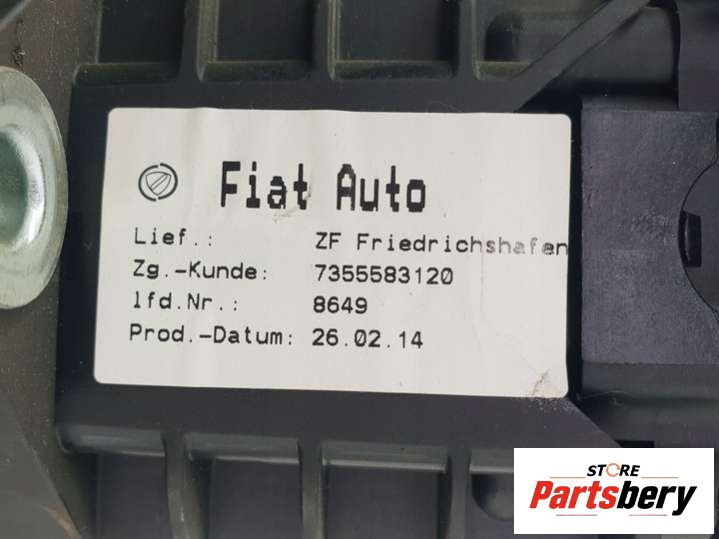 Fiat Auto
Lief.: ZF Friedrichshafen
Zg.-Kunde: 7355583120
lfd.Nr.: 8649
Prod.-Datum: 26.02.14
STORE
Partsbery